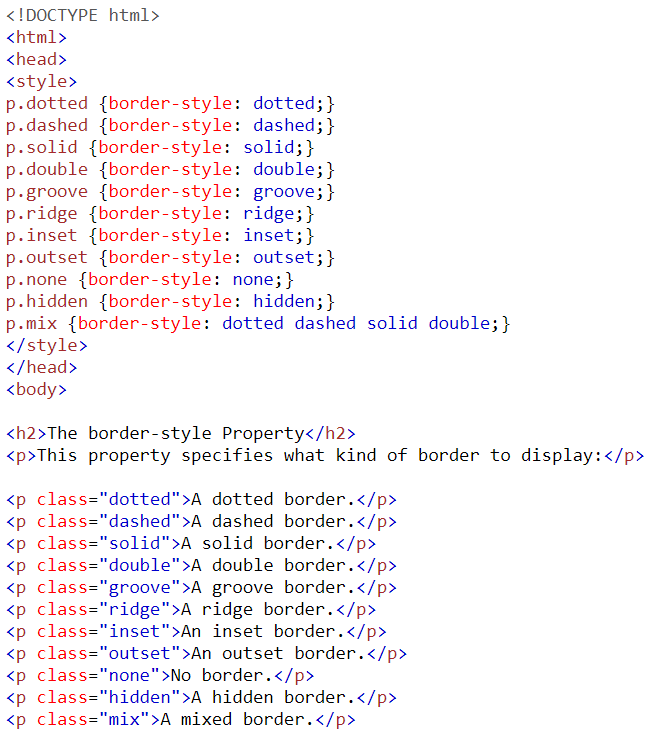 <!DOCTYPE html>
<html>
<head>
<style>
p.dotted {border-style: dotted;}
p.dashed {border-style: dashed;}
p.solid {border-style: solid;}
p.double {border-style: double;}
p.groove {border-style: groove;}
p.ridge {border-style: ridge;}
p.inset {border-style: inset;}
p.outset {border-style: outset;}
p.none {border-style: none;}
p.hidden {border-style: hidden;}
p.mix {border-style: dotted dashed solid double;}
</style>
</head>
<body>

<h2>The border-style Property</h2>
<p>This property specifies what kind of border to display:</p>

<p class="dotted">A dotted border.</p>
<p class="dashed">A dashed border.</p>
<p class="solid">A solid border.</p>
<p class="double">A double border.</p>
<p class="groove">A groove border.</p>
<p class="ridge">A ridge border.</p>
<p class="inset">An inset border.</p>
<p class="outset">An outset border.</p>
<p class="none">No border.</p>
<p class="hidden">A hidden border.</p>
<p class="mix">A mixed border.</p>